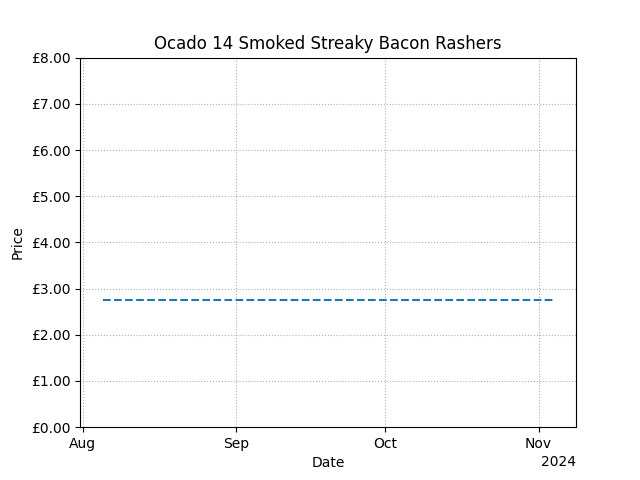 Ocado 14 Smoked Streaky Bacon Rashers
£8.00
£7.00
£6.00
£5.00
£4.00
£3.00
£2.00
£1.00
£0.00
Price
Aug Sep Oct Nov
Date
2024